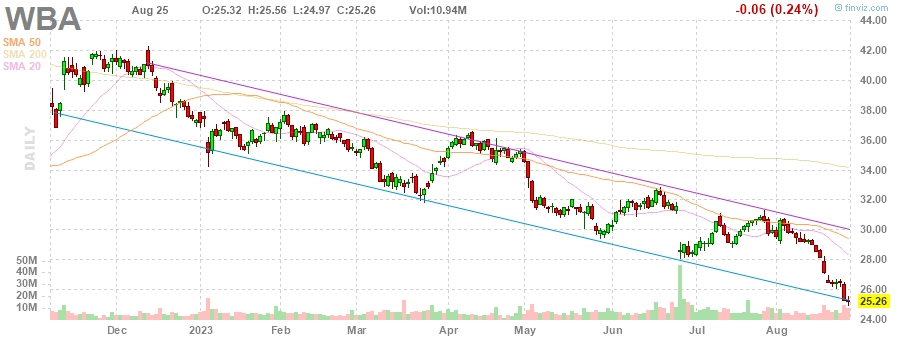 WBA Aug 25 O:25.32 H:25.56 L:24.97 C:25.26 Vol:10.94M -0.06 (0.24%) © finviz.com
SMA 50
SMA 200
SMA 20
DAILY
44.00
42.00
40.00
38.00
36.00
34.00
32.00
30.00
28.00
26.00
25.26
24.00
50M
40M
30M
20M
10M
Dec 2023 Feb Mar Apr May Jun Jul Aug